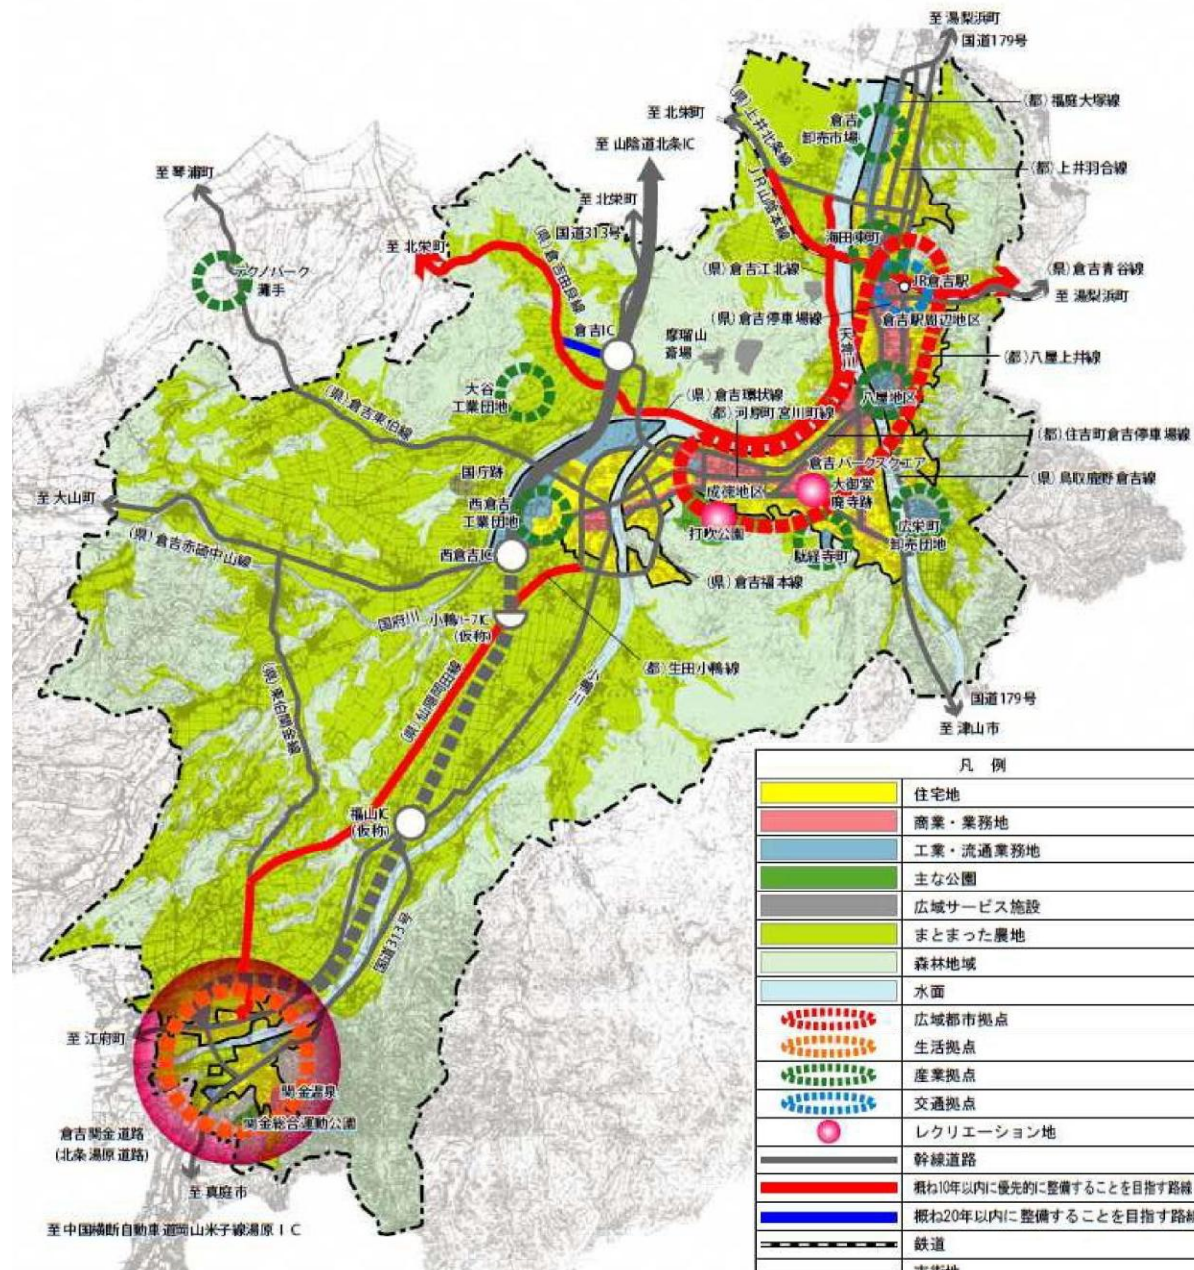 至 湯梨浜町
国道179号
(都)福庭大塚線
至 北栄町
(県)上井北条線
倉吉
卸売市場
至 山陰道北条IC
(都)上井羽合線
至 琴浦町
至 北栄町
国道313号
JR山陰本線
至 北栄町
(県)倉吉由良線
海田東町
(県)倉吉工北線
(県)倉吉青谷線
テクノパーク
灘手
JR倉吉駅
至 湯梨浜町
(県)倉吉停車場線
倉吉駅周辺地区
倉吉IC
摩瑠山
斎場
天神川
(都)八屋上井線
大谷
工業団地
(県)倉吉環状線
八屋地区
(都)河原町宮川町線
(県)倉吉東伯線
(都)住吉町倉吉停車場線
倉吉パークスクエア
国庁跡
(県)鳥取鹿野倉吉線
至 大山町
西倉吉
工業団地
成徳地区
大御堂
廃寺跡
打吹公園
広栄町
卸売団地
(県)倉吉赤碕中山線
西倉吉IC
駄経寺町
(県)倉吉福本線
国府川
小鴨ハーフIC
(仮称)
(都)生田小鴨線
小鴨川
(県)東伯関金線
(県)仙隠岡田線
国道179号
至 津山市
福山IC
(仮称)
国道313号
至 江府町
関金温泉
関金総合運動公園
倉吉関金道路
(北条湯原道路)
至 真庭市
至 中国横断自動車道岡山米子線湯原IC
凡 例
住宅地
商業・業務地
工業・流通業務地
主な公園
広域サービス施設
まとまった農地
森林地域
水面
広域都市拠点
生活拠点
産業拠点
交通拠点
レクリエーション地
幹線道路
概ね10年以内に優先的に整備することを目指す路線
概ね20年以内に整備することを目指す路線
鉄道